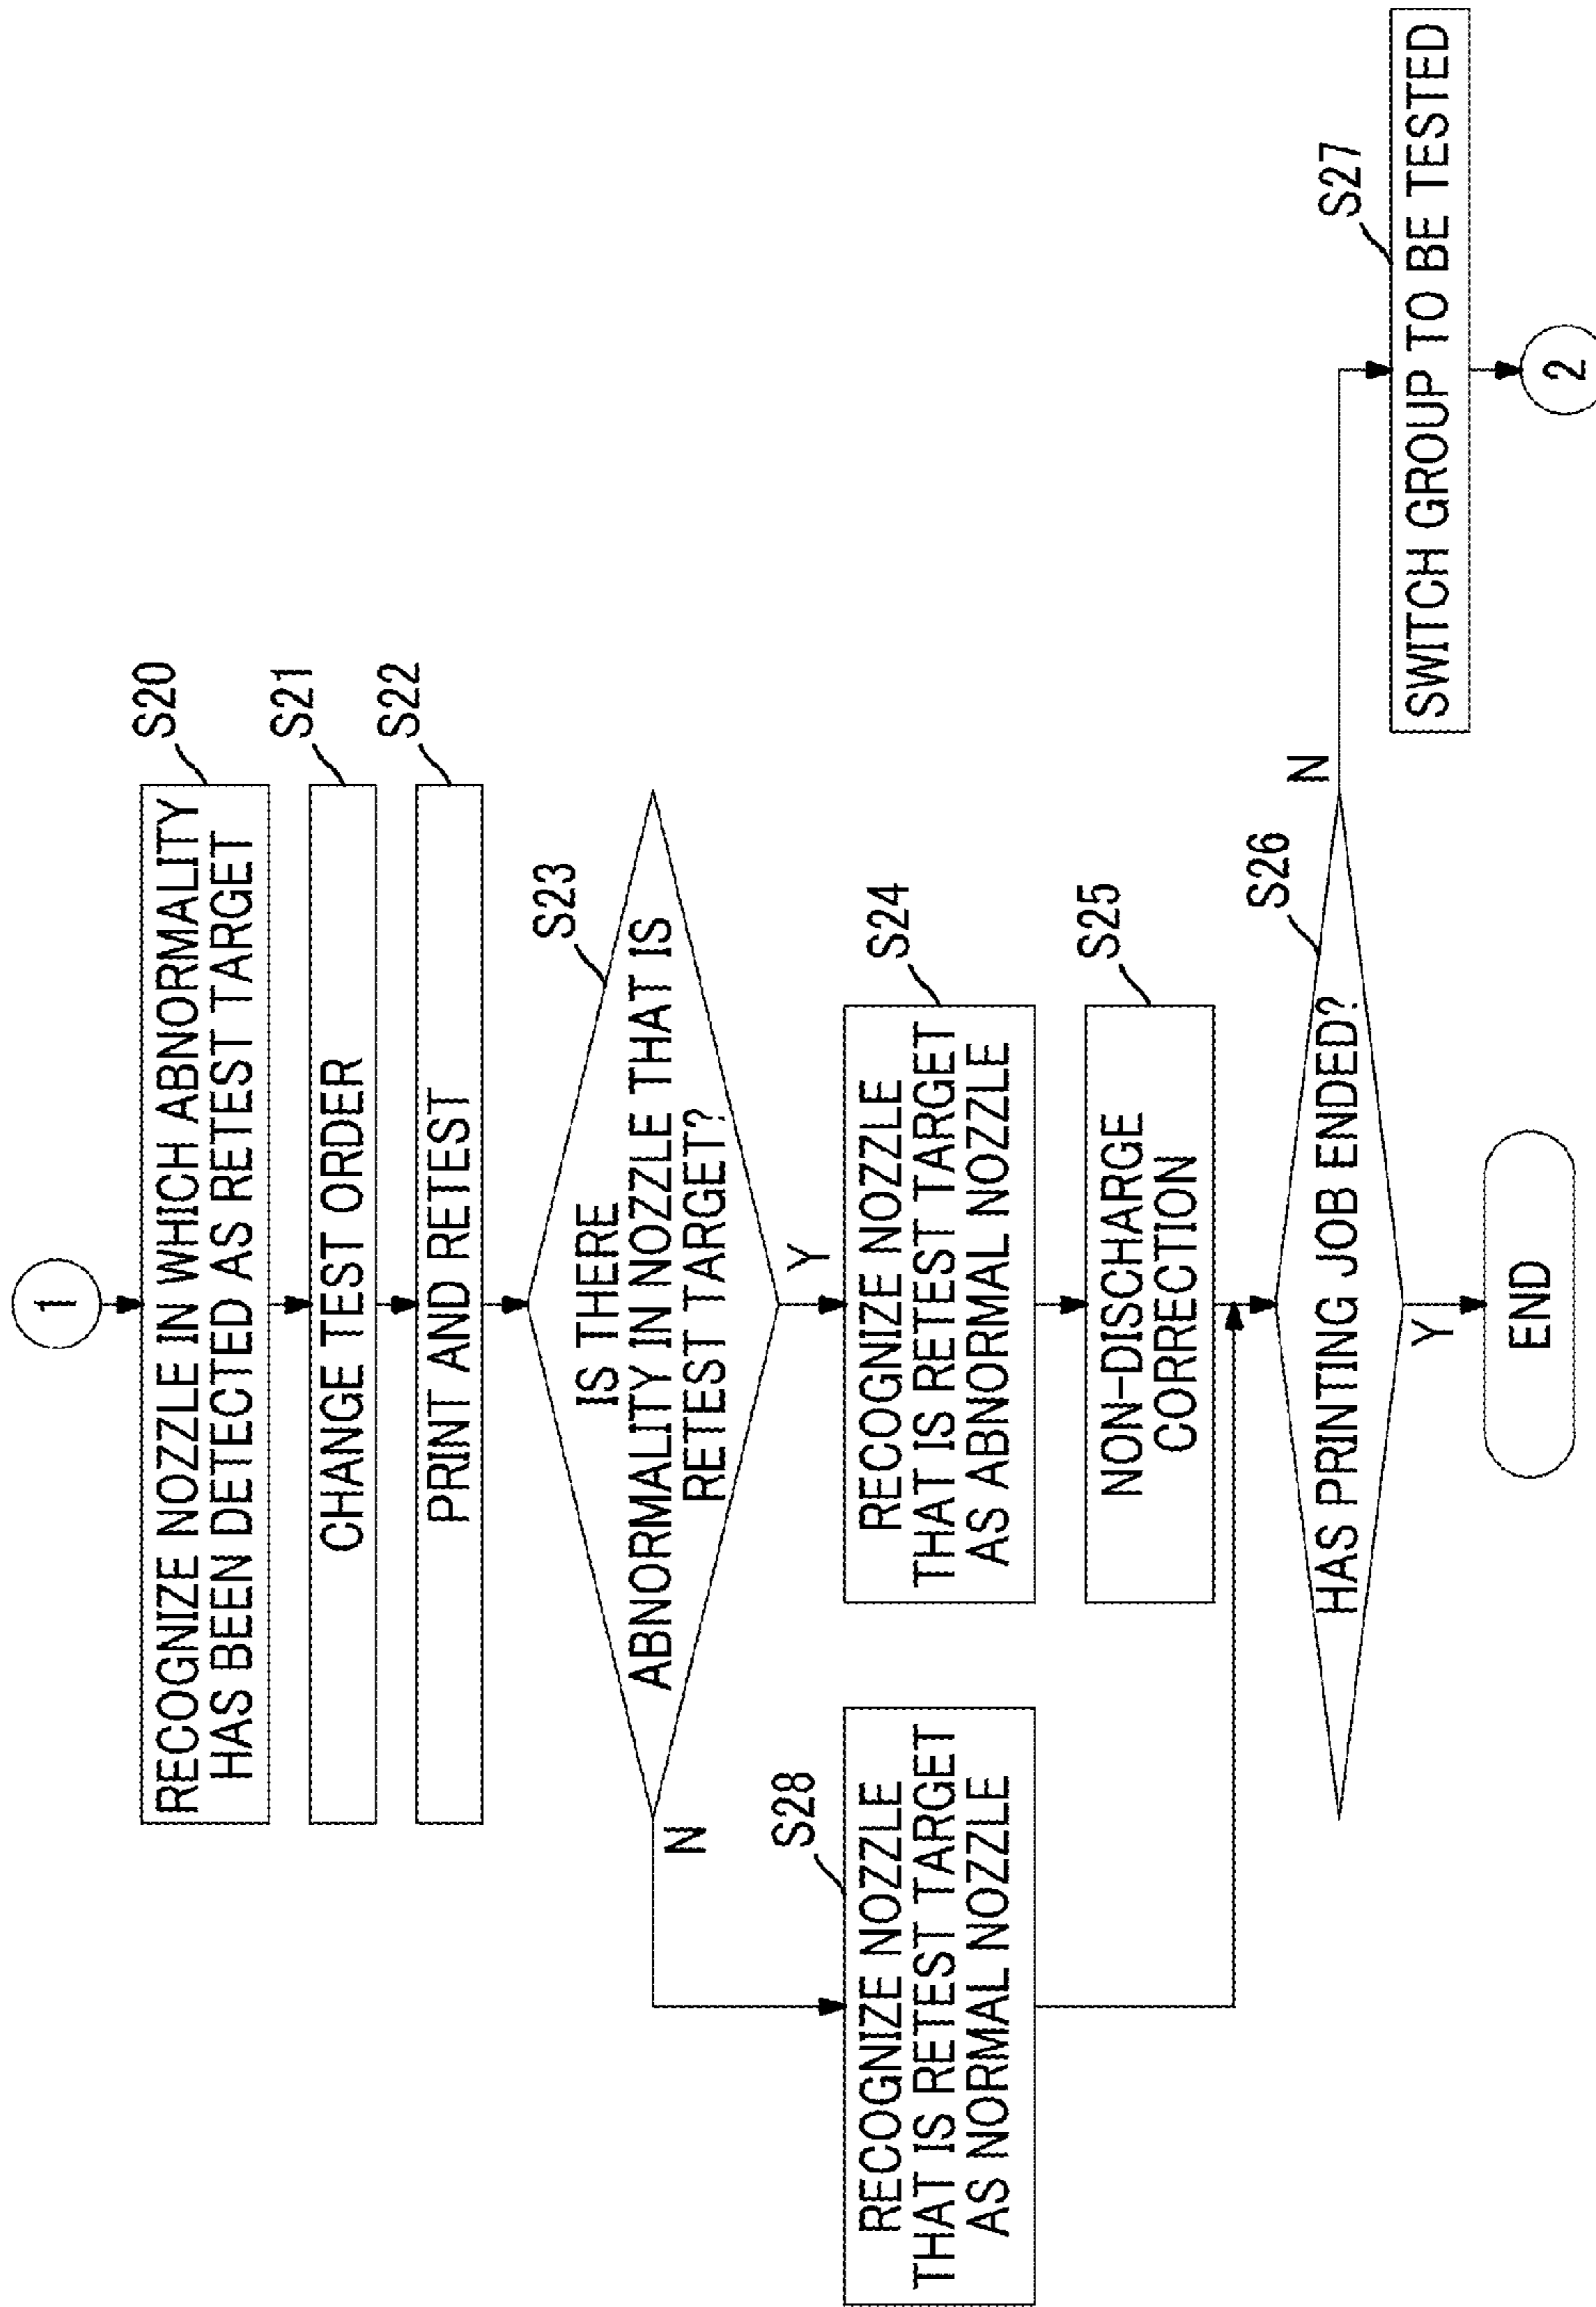 1
S20
RECOGNIZE NOZZLE IN WHICH ABNORMALITY
HAS BEEN DETECTED AS RETEST TARGET
S21
CHANGE TEST ORDER
S22
PRINT AND RETEST
S23
IS THERE
ABNORMALITY IN NOZZLE THAT IS
RETEST TARGET?
N
Y
S28
RECOGNIZE NOZZLE
THAT IS RETEST TARGET
AS NORMAL NOZZLE
S24
RECOGNIZE NOZZLE
THAT IS RETEST TARGET
AS ABNORMAL NOZZLE
S25
NON-DISCHARGE
CORRECTION
S26
HAS PRINTING JOB ENDED?
N
Y
S27
SWITCH GROUP TO BE TESTED
END
2